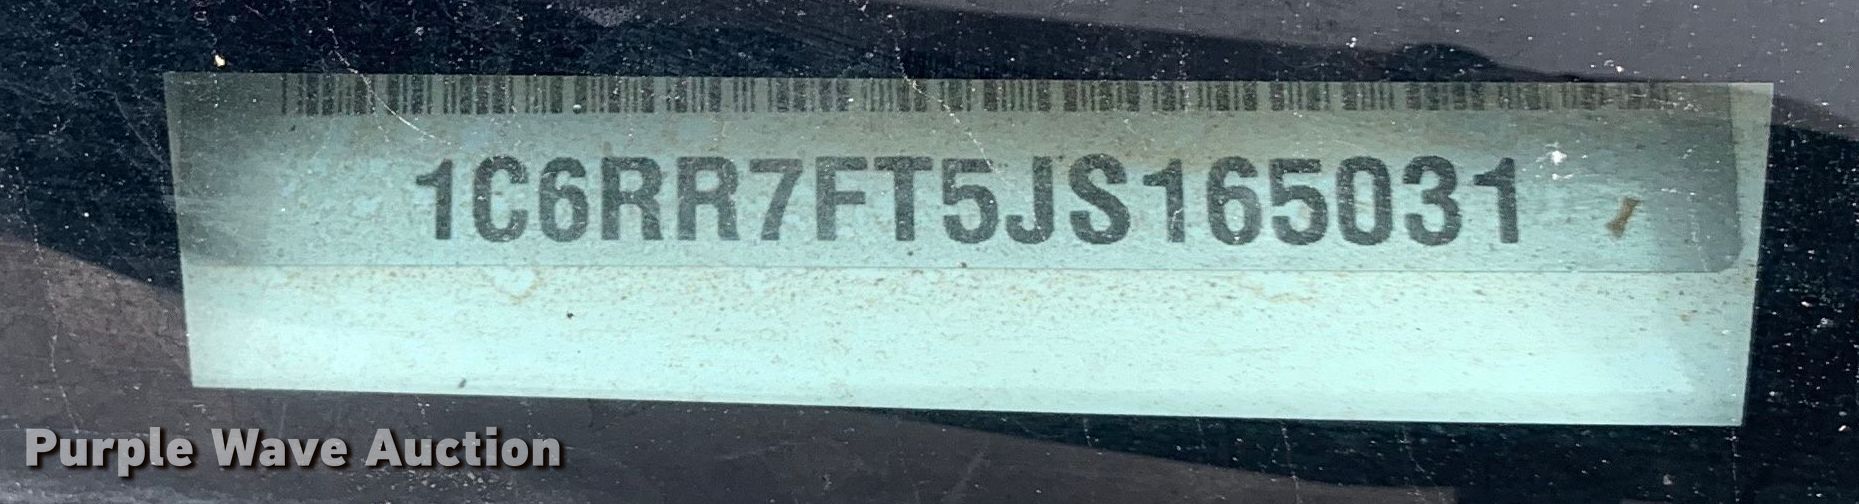 1C6RR7FT5JS165031
Purple Wave Auction